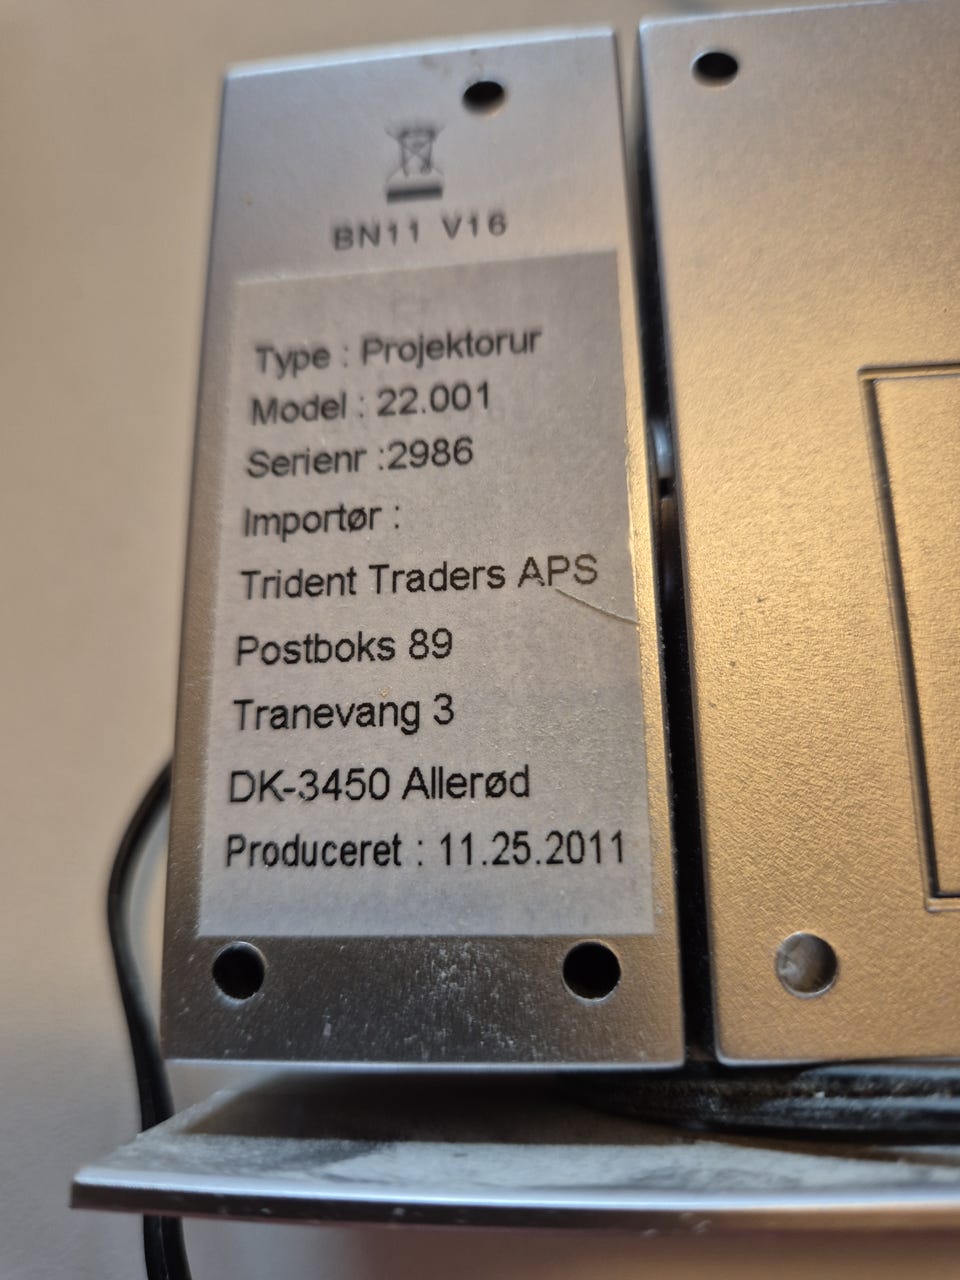 BN11 V16
Type : Projektorur
Model : 22.001
Serienr :2986
Importør :
Trident Traders APS
Postboks 89
Tranevang 3
DK-3450 Allerød
Produceret : 11.25.2011